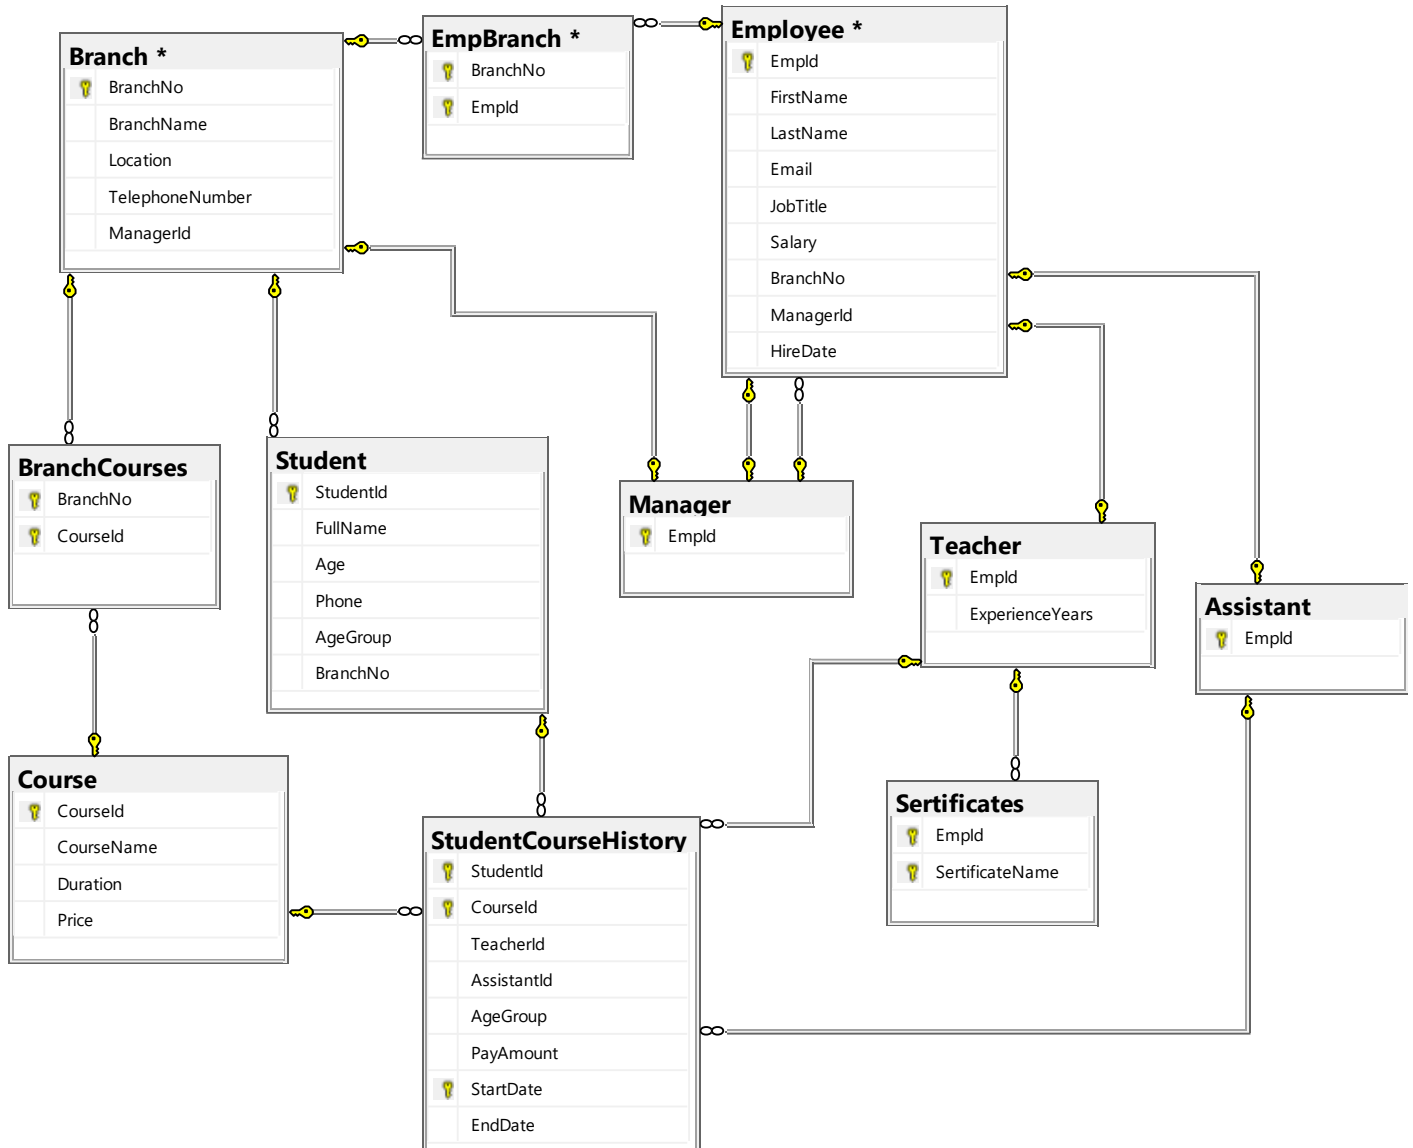 Branch *
BranchNo
BranchName
Location
TelephoneNumber
ManagerId
EmpBranch *
BranchNo
EmpId
Employee *
EmpId
FirstName
LastName
Email
JobTitle
Salary
BranchNo
ManagerId
HireDate
BranchCourses
BranchNo
CourseId
Student
StudentId
FullName
Age
Phone
AgeGroup
BranchNo
Manager
EmpId
Teacher
EmpId
ExperienceYears
Assistant
EmpId
Course
CourseId
CourseName
Duration
Price
StudentCourseHistory
StudentId
CourseId
TeacherId
AssistantId
AgeGroup
PayAmount
StartDate
EndDate
Sertificates
EmpId
SertificateName